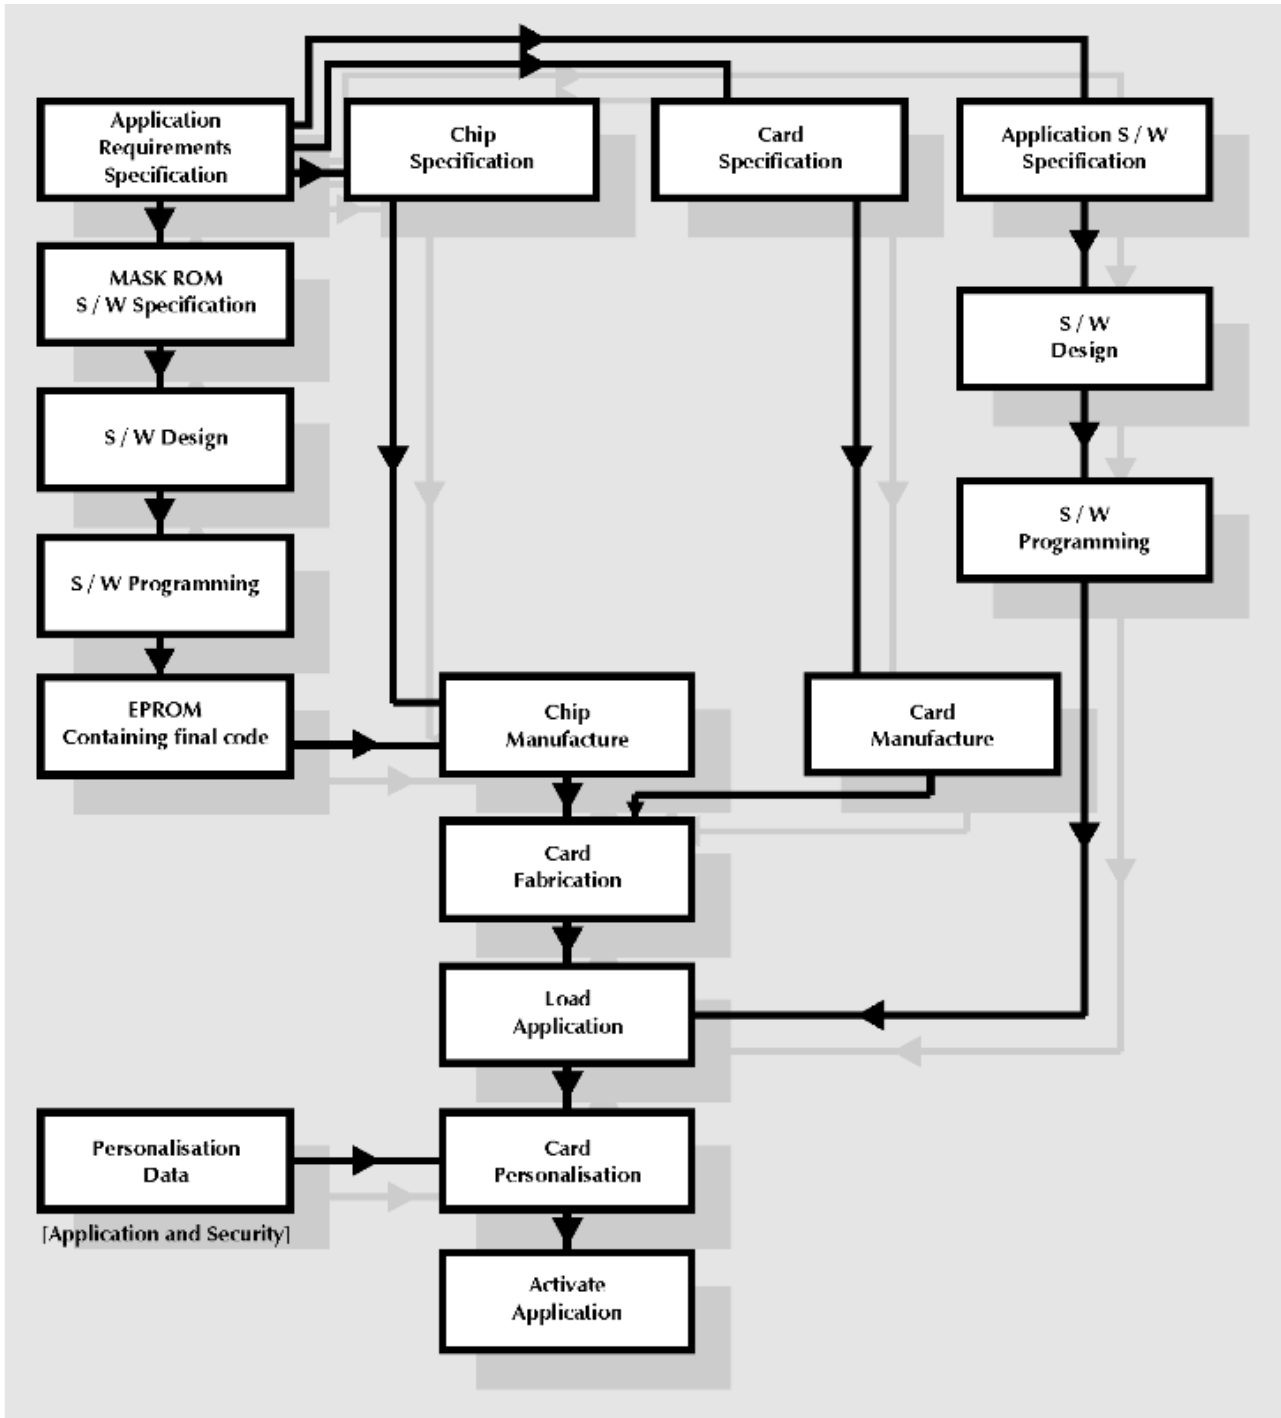 Application
Requirements
Specification
Chip
Specification
Card
Specification
Application S / W
Specification
MASK ROM
S / W Specification
S / W
Design
S / W Design
S / W
Programming
S / W Programming
EPROM
Containing final code
Chip
Manufacture
Card
Manufacture
Card
Fabrication
Load
Application
Personalisation
Data
[Application and Security]
Card
Personalisation
Activate
Application